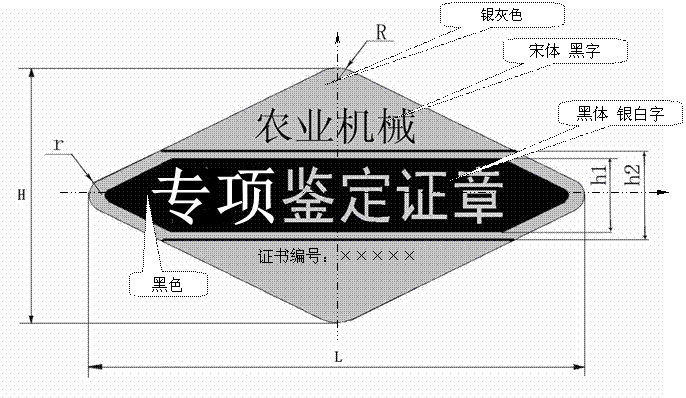 银灰色
R
宋体 黑字
农业机械
黑体 银白字
r
H
专项鉴定证章
h1
h2
证书编号：×××××
黑色
L